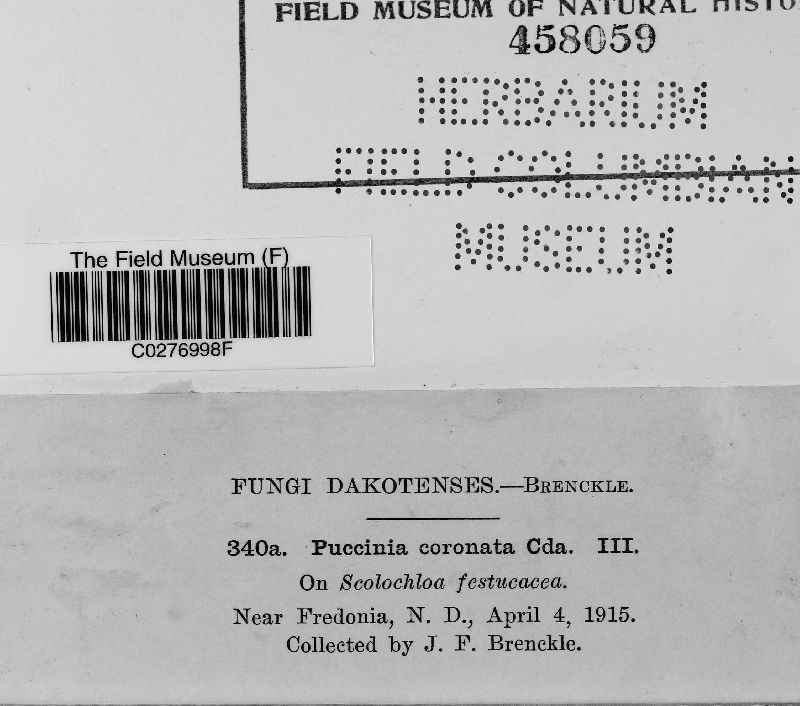 FIELD MUSEUM OF NATURAL
458059
HERBARIUM
FIELD COLUMBIAN
MUSEUM
The Field Museum (F)
C0276998F
FUNGI DAKOTENSES.—BRENCKLE.
340a. Puccinia coronata Cda. III.
On Scolochloa festucacea.
Near Fredonia, N. D., April 4, 1915.
Collected by J. F. Brenckle.